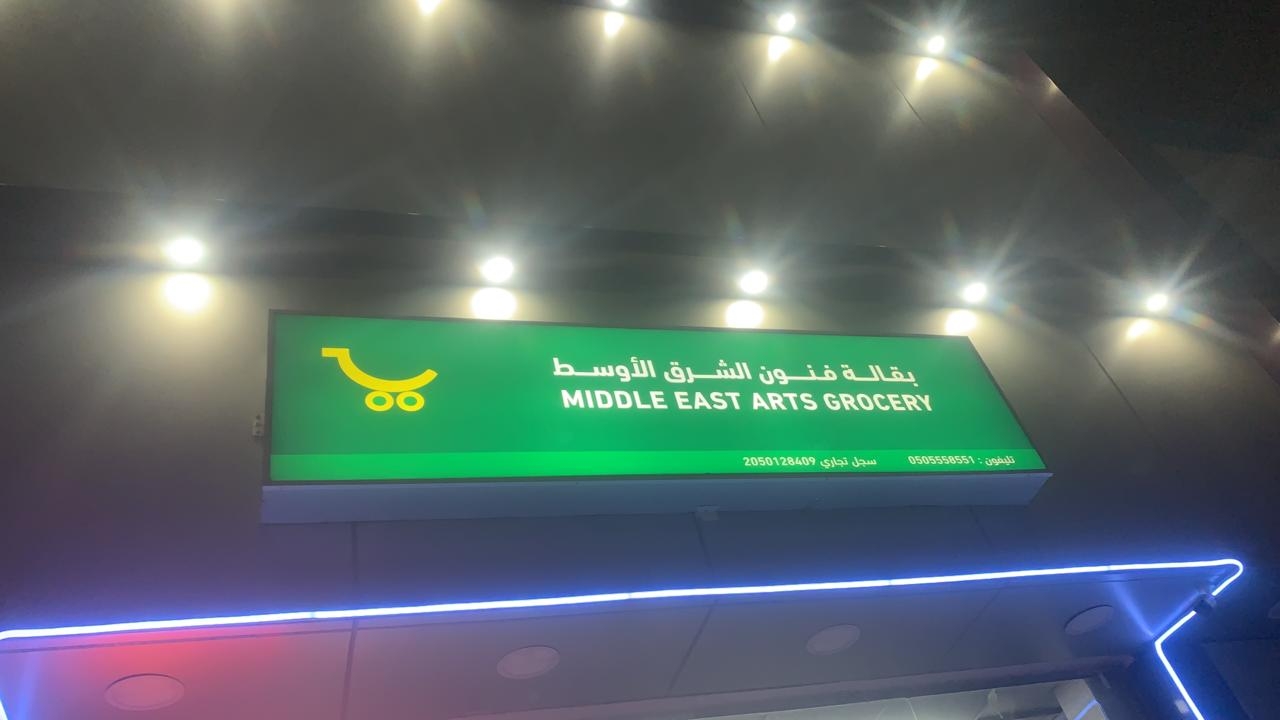 بقالة فنون الشرق الأوسط
MIDDLE EAST ARTS GROCERY
تليفون : 0505558551 سجل تجاري 2050128409